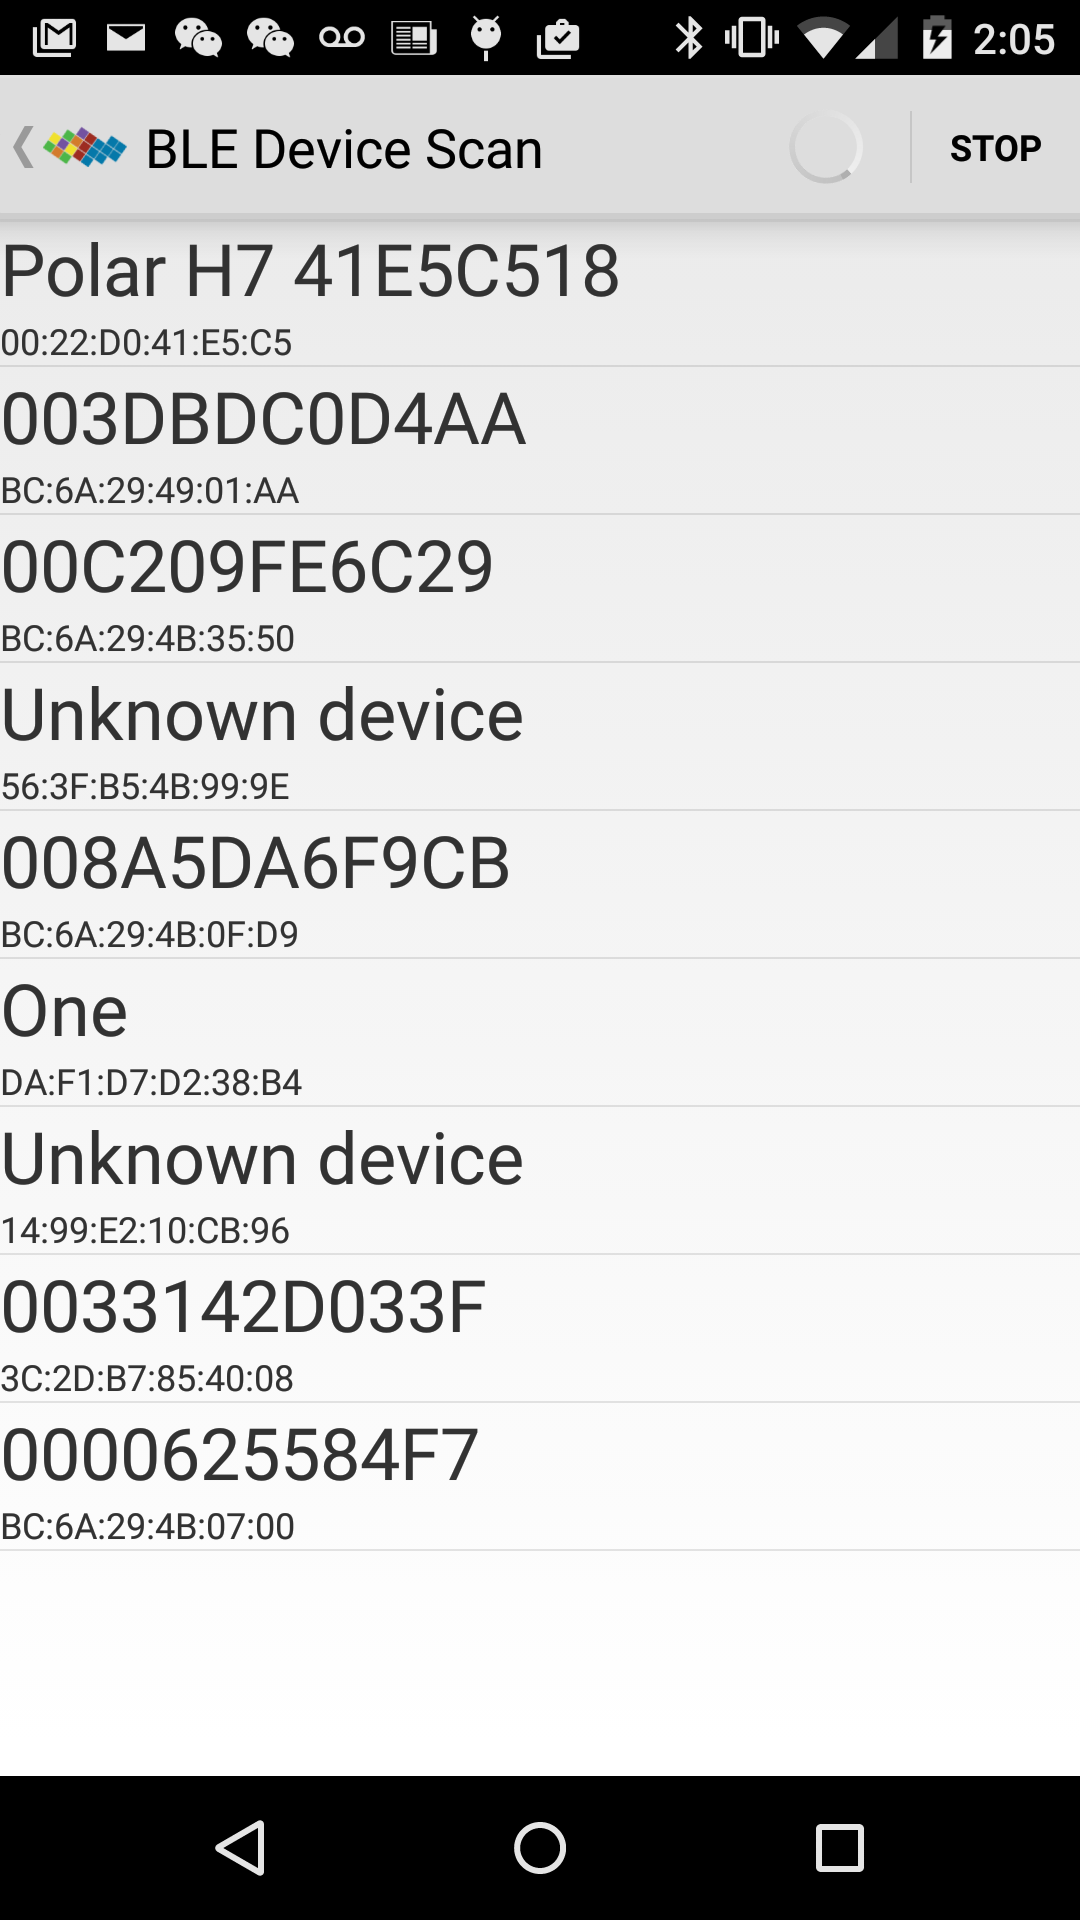 2:05
BLE Device Scan
STOP
Polar H7 41E5C518
00:22:D0:41:E5:C5
003DBDC0D4AA
BC:6A:29:49:01:AA
00C209FE6C29
BC:6A:29:4B:35:50
Unknown device
56:3F:B5:4B:99:9E
008A5DA6F9CB
BC:6A:29:4B:0F:D9
One
DA:F1:D7:D2:38:B4
Unknown device
14:99:E2:10:CB:96
0033142D033F
3C:2D:B7:85:40:08
0000625584F7
BC:6A:29:4B:07:00